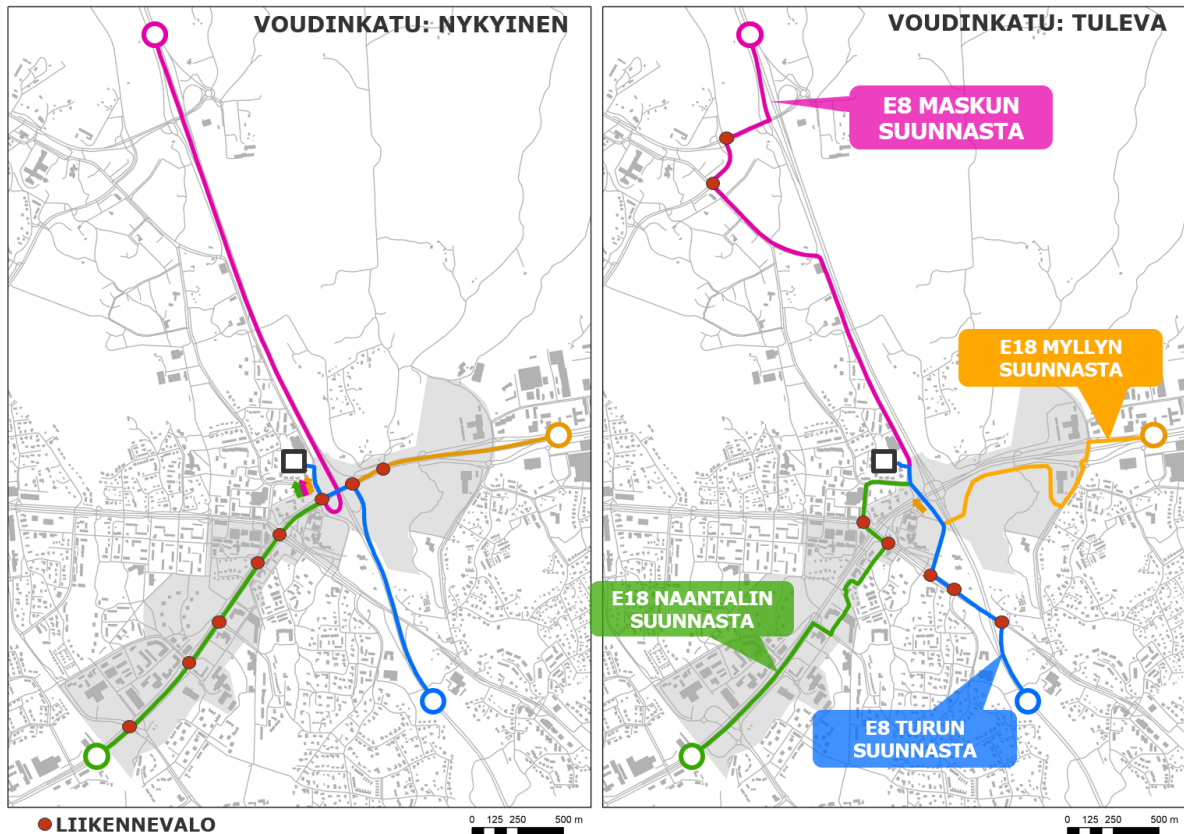 VOUDINKATU: NYKYINEN
VOUDINKATU: TULEVA
E8 MASKUN
SUUNNASTA
E18 MYLLYN
SUUNNASTA
E18 NAANTALIN
SUUNNASTA
E8 TURUN
SUUNNASTA
LIIKENNEVALO
0 125 250 500 m
0 125 250 500 m